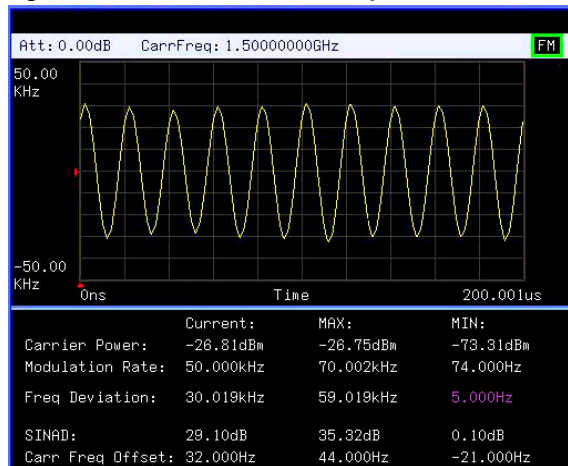 Att: 0.00dB CarrFreq: 1.50000000GHz FM
50.00
KHz
-50.00
KHz
0ns Time 200.001us
Current: MAX: MIN:
Carrier Power: -26.81dBm -26.75dBm -73.31dBm
Modulation Rate: 50.000kHz 70.002kHz 74.000Hz
Freq Deviation: 30.019kHz 59.019kHz 5.000Hz
SINAD: 29.10dB 35.32dB 0.10dB
Carr Freq Offset: 32.000Hz 44.000Hz -21.000Hz